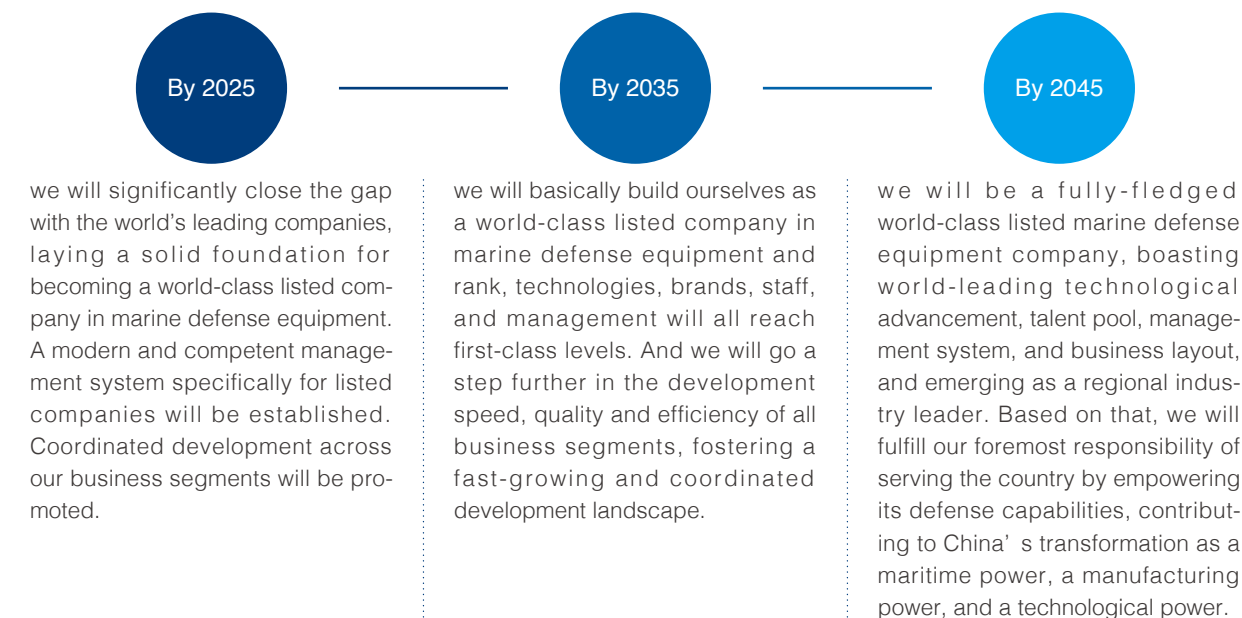 By 2025
we will significantly close the gap
with the world's leading companies,
laying a solid foundation for
becoming a world-class listed com-
pany in marine defense equipment.
A modern and competent manage-
ment system specifically for listed
companies will be established.
Coordinated development across
our business segments will be pro-
moted.
By 2035
we will basically build ourselves as
a world-class listed company in
marine defense equipment and
rank, technologies, brands, staff,
and management will all reach
first-class levels. And we will go a
step further in the development
speed, quality and efficiency of all
business segments, fostering a
fast-growing and coordinated
development landscape.
By 2045
we will be a fully-fledged
world-class listed marine defense
equipment company, boasting
world-leading technological
advancement, talent pool, manage-
ment system, and business layout,
and emerging as a regional indus-
try leader. Based on that, we will
fulfill our foremost responsibility of
serving the country by empowering
its defense capabilities, contribut-
ing to China' s transformation as a
maritime power, a manufacturing
power, and a technological power.